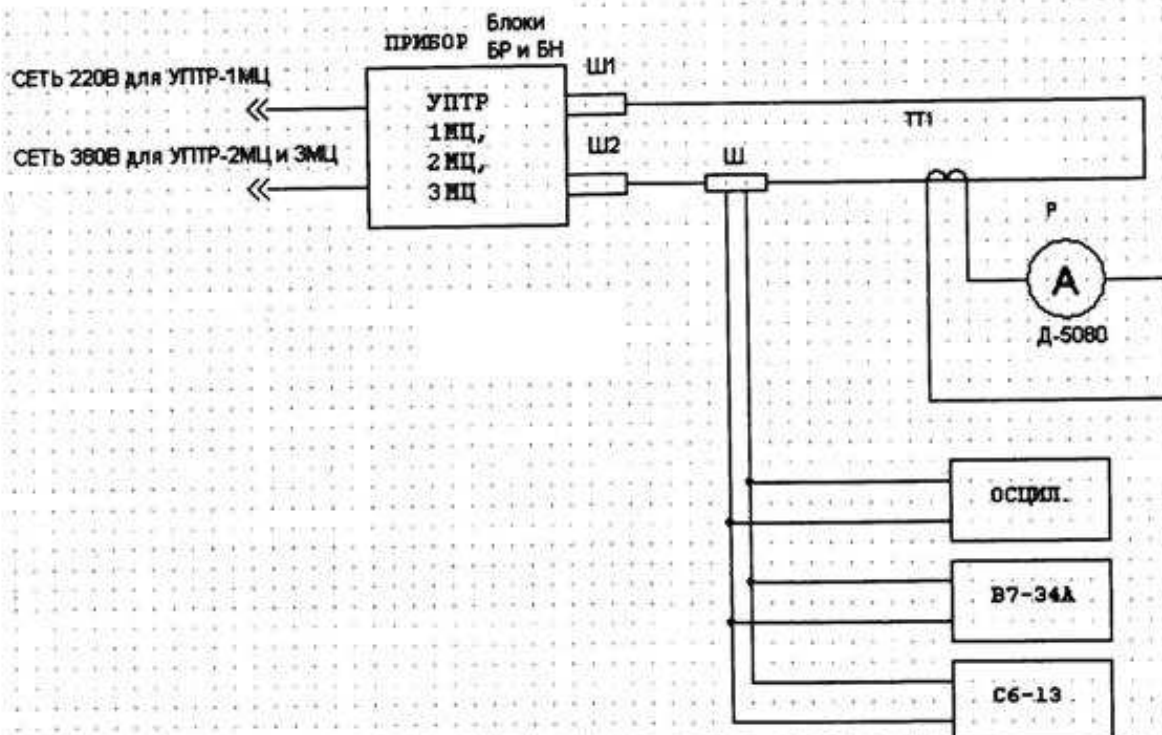 Блоки
БР и БН
ПРИБОР
СЕТЬ 220В для УПТР-1МЦ
СЕТЬ 380В для УПТР-2МЦ и 3МЦ
УПТР
1МЦ,
2МЦ,
3МЦ
Ш1
Ш2
Ш
ТТ1
Р
А
Д-5080
ОСЦИЛ.
В7-34А
С6-13